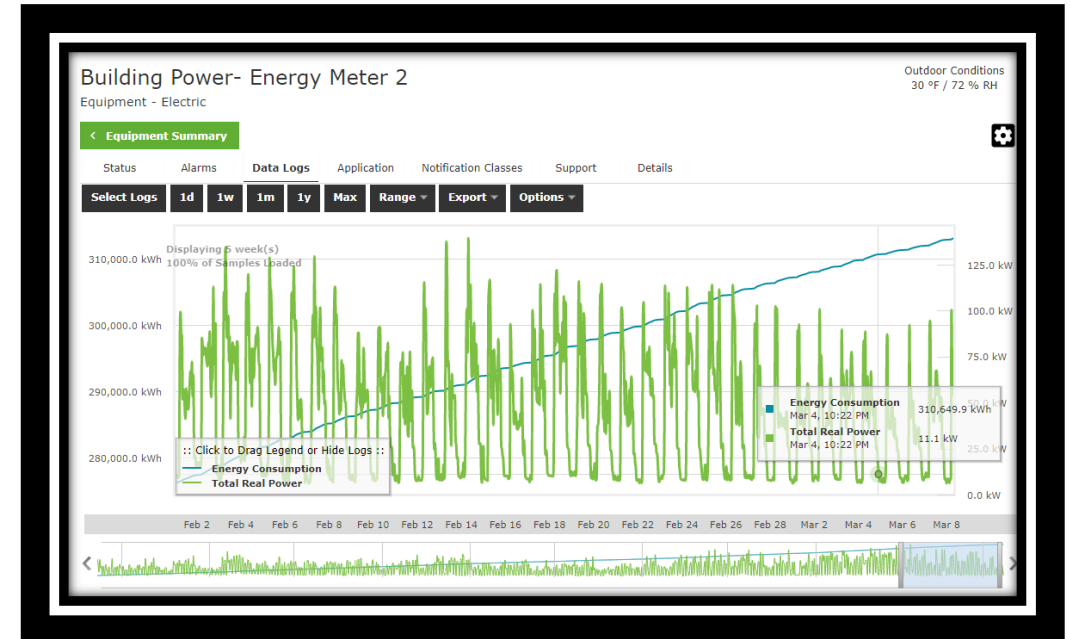 Building Power- Energy Meter 2
Outdoor Conditions
Equipment - Electric
30 ºF / 72 % RH
Equipment Summary
Status Alarms Data Logs Application Notification Classes Support Details
Select Logs 1d 1w 1m 1y Max Range Export Options
Displaying 5 week(s)
100% of Samples Loaded
310,000.0 kWh
300,000.0 kWh
290,000.0 kWh
280,000.0 kWh
125.0 kW
100.0 kW
75.0 kW
50.0 kW
25.0 kW
0.0 kW
Energy Consumption
Mar 4, 10:22 PM
310,649.9 kWh
Total Real Power
Mar 4, 10:22 PM
11.1 kW
:: Click to Drag Legend or Hide Logs ::
Energy Consumption
Total Real Power
Feb 2 Feb 4 Feb 6 Feb 8 Feb 10 Feb 12 Feb 14 Feb 16 Feb 18 Feb 20 Feb 22 Feb 24 Feb 26 Feb 28 Mar 2 Mar 4 Mar 6 Mar 8